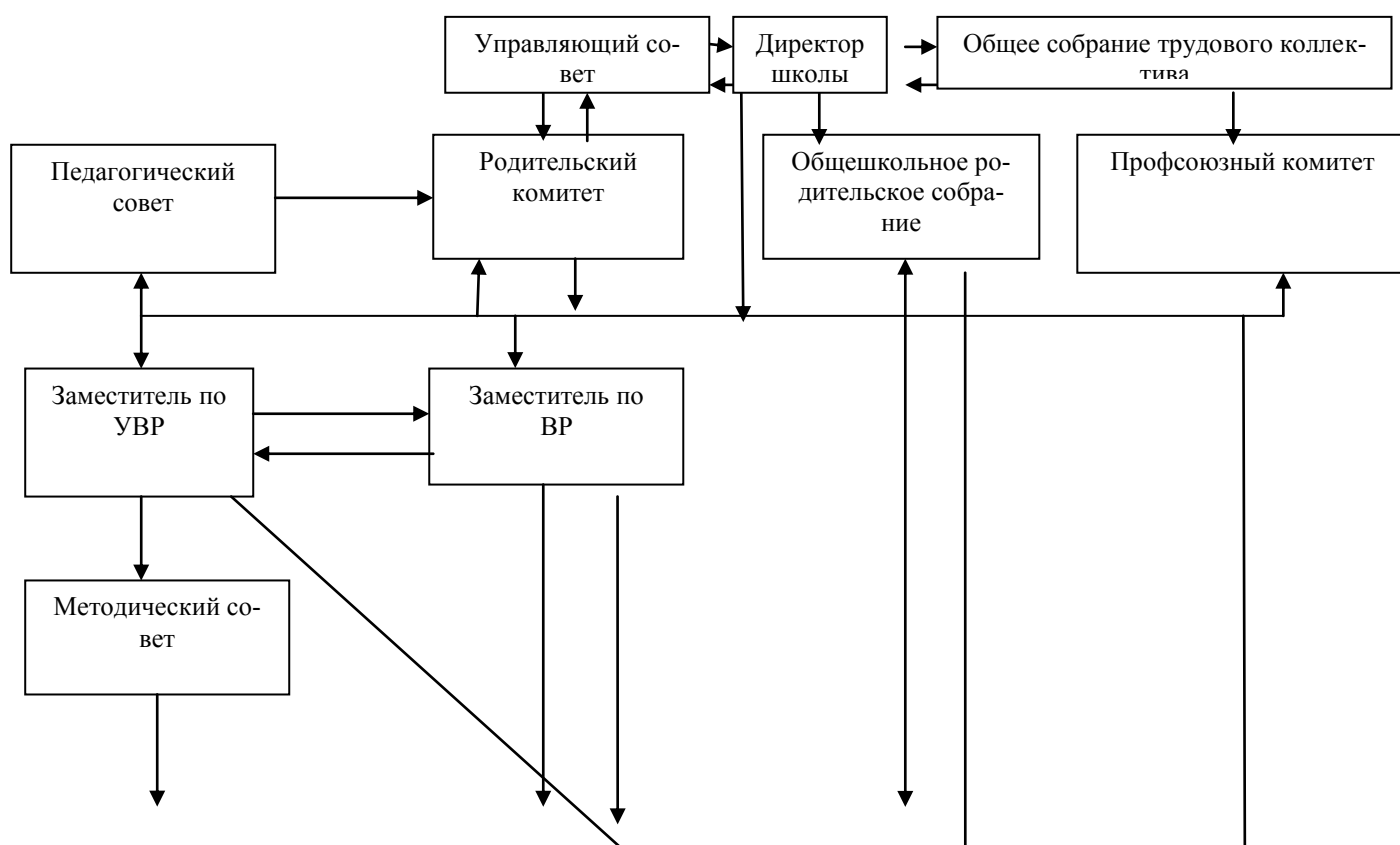 Управляющий со-
вет
Директор
школы
Общее собрание трудового коллек-
тива
Педагогический
совет
Родительский
комитет
Общешкольное ро-
дительское собра-
ние
Профсоюзный комитет
Заместитель по
УВР
Заместитель по
ВР
Методический со-
вет